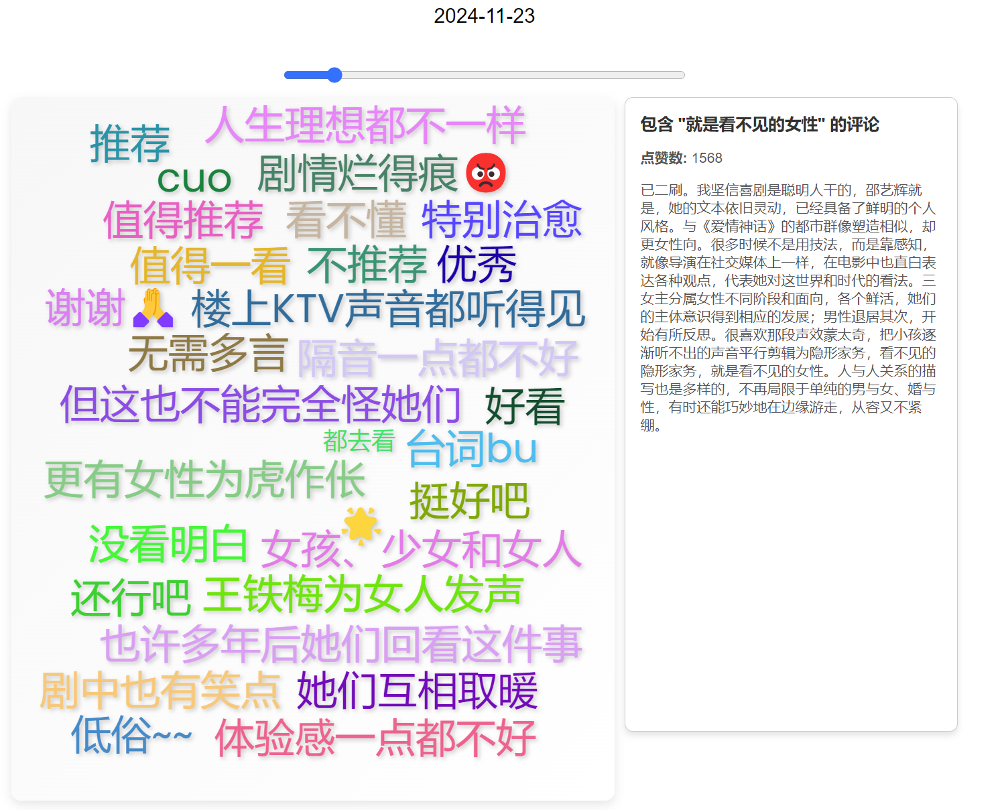 2024-11-23
人生理想都不一样
推荐
cuo 剧情烂得痕😡
值得推荐 看不懂 特别治愈
值得一看 不推荐 优秀
谢谢🙏 楼上KTV声音都听得见
无需多言 隔音一点都不好
但这也不能完全怪她们 好看
都去看 台词bu
更有女性为虎作伥
挺好吧
🌟
没看明白 女孩、少女和女人
还行吧 王铁梅为女人发声
也许多年后她们回看这件事
剧中也有笑点 她们互相取暖
低俗~~ 体验感一点都不好
包含 "就是看不见的女性" 的评论
点赞数: 1568
已二刷。我坚信喜剧是聪明人干的，邵艺辉就
是，她的文本依旧灵动，已经具备了鲜明的个人
风格。与《爱情神话》的都市群像塑造相似，却
更女性向。很多时候不是用技法，而是靠感知，
就像导演在社交媒体上一样，在电影中也直白表
达各种观点，代表她对这世界和时代的看法。三
女主分属女性不同阶段和面向，各个鲜活，她们
的主体意识得到相应的发展；男性退居其次，开
始有所反思。很喜欢那段声效蒙太奇，把小孩逐
渐听不出的声音平行剪辑为隐形家务，看不见的
隐形家务，就是看不见的女性。人与人关系的描
写也是多样的，不再局限于单纯的男与女、婚与
性，有时还能巧妙地在边缘游走，从容又不紧
绷。